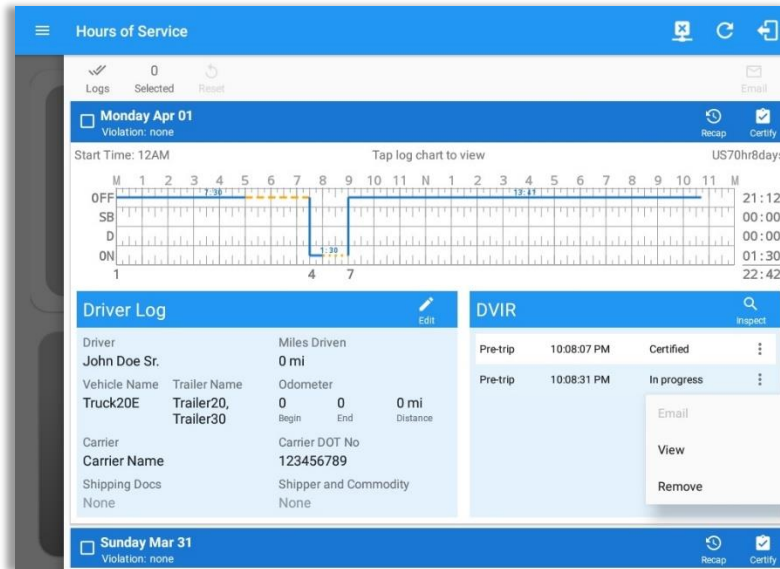 Hours of Service
Logs
0
Selected
Reset
Email
Monday Apr 01
Violation: none
Recap
Certify
Start Time: 12AM
Tap log chart to view
US70hr8days
M 1 2 3 4 5 6 7 8 9 10 11 N 1 2 3 4 5 6 7 8 9 10 11 M
OFF 7:30 13:41 21:12
SB 00:00
D 00:00
ON 1:30 01:30
1 4 7 22:42
Driver Log
Edit
Driver
John Doe Sr.
Miles Driven
0 mi
Vehicle Name
Truck20E
Trailer Name
Trailer20,
Trailer30
Odometer
0 0 0 mi
Begin End Distance
Carrier
Carrier Name
Carrier DOT No
123456789
Shipping Docs
None
Shipper and Commodity
None
DVIR
Inspect
Pre-trip 10:08:07 PM Certified
Pre-trip 10:08:31 PM In progress
Email
View
Remove
Sunday Mar 31
Violation: none
Recap
Certify